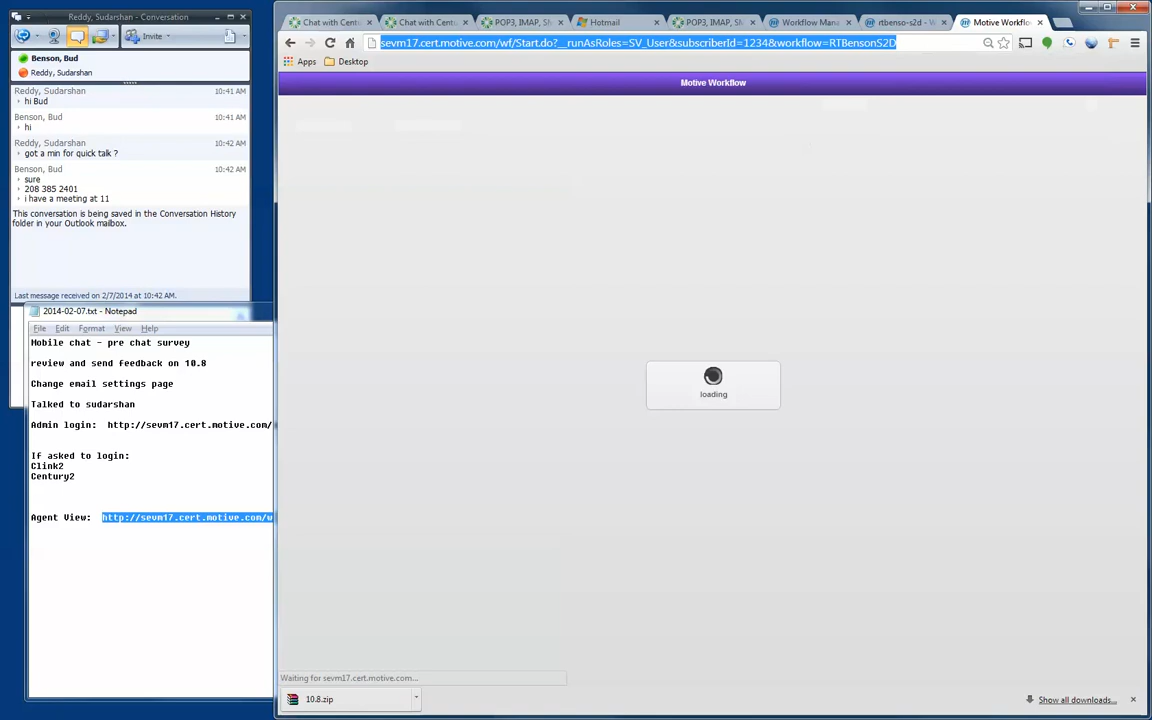 Reddy, Sudarshan - Conversation
Invite
Benson, Bud
Reddy, Sudarshan
Reddy, Sudarshan 10:41 AM
hi Bud
Benson, Bud 10:41 AM
hi
Reddy, Sudarshan 10:42 AM
got a min for quick talk ?
Benson, Bud 10:42 AM
sure
208 385 2401
i have a meeting at 11
This conversation is being saved in the Conversation History
folder in your Outlook mailbox.
Last message received on 2/7/2014 at 10:42 AM.
2014-02-07.txt - Notepad
File Edit Format View Help
Mobile chat - pre chat survey
review and send feedback on 10.8
Change email settings page
Talked to sudarshan
Admin login: http://sevm17.cert.motive.com/
If asked to login:
Clink2
Century2
Agent View: http://sevm17.cert.motive.com/w
Chat with Centu
Chat with Centu
POP3, IMAP, S
Hotmail
POP3, IMAP, S
Workflow Mana
rtbenso-s2d -
Motive Workflo
sevm17.cert.motive.com/wf/Start.do?__runAsRoles=SV_User&subscriberId=1234&workflow=RTBensonS2D
Apps Desktop
Motive Workflow
loading
Waiting for sevm17.cert.motive.com...
10.8.zip
Show all downloads...